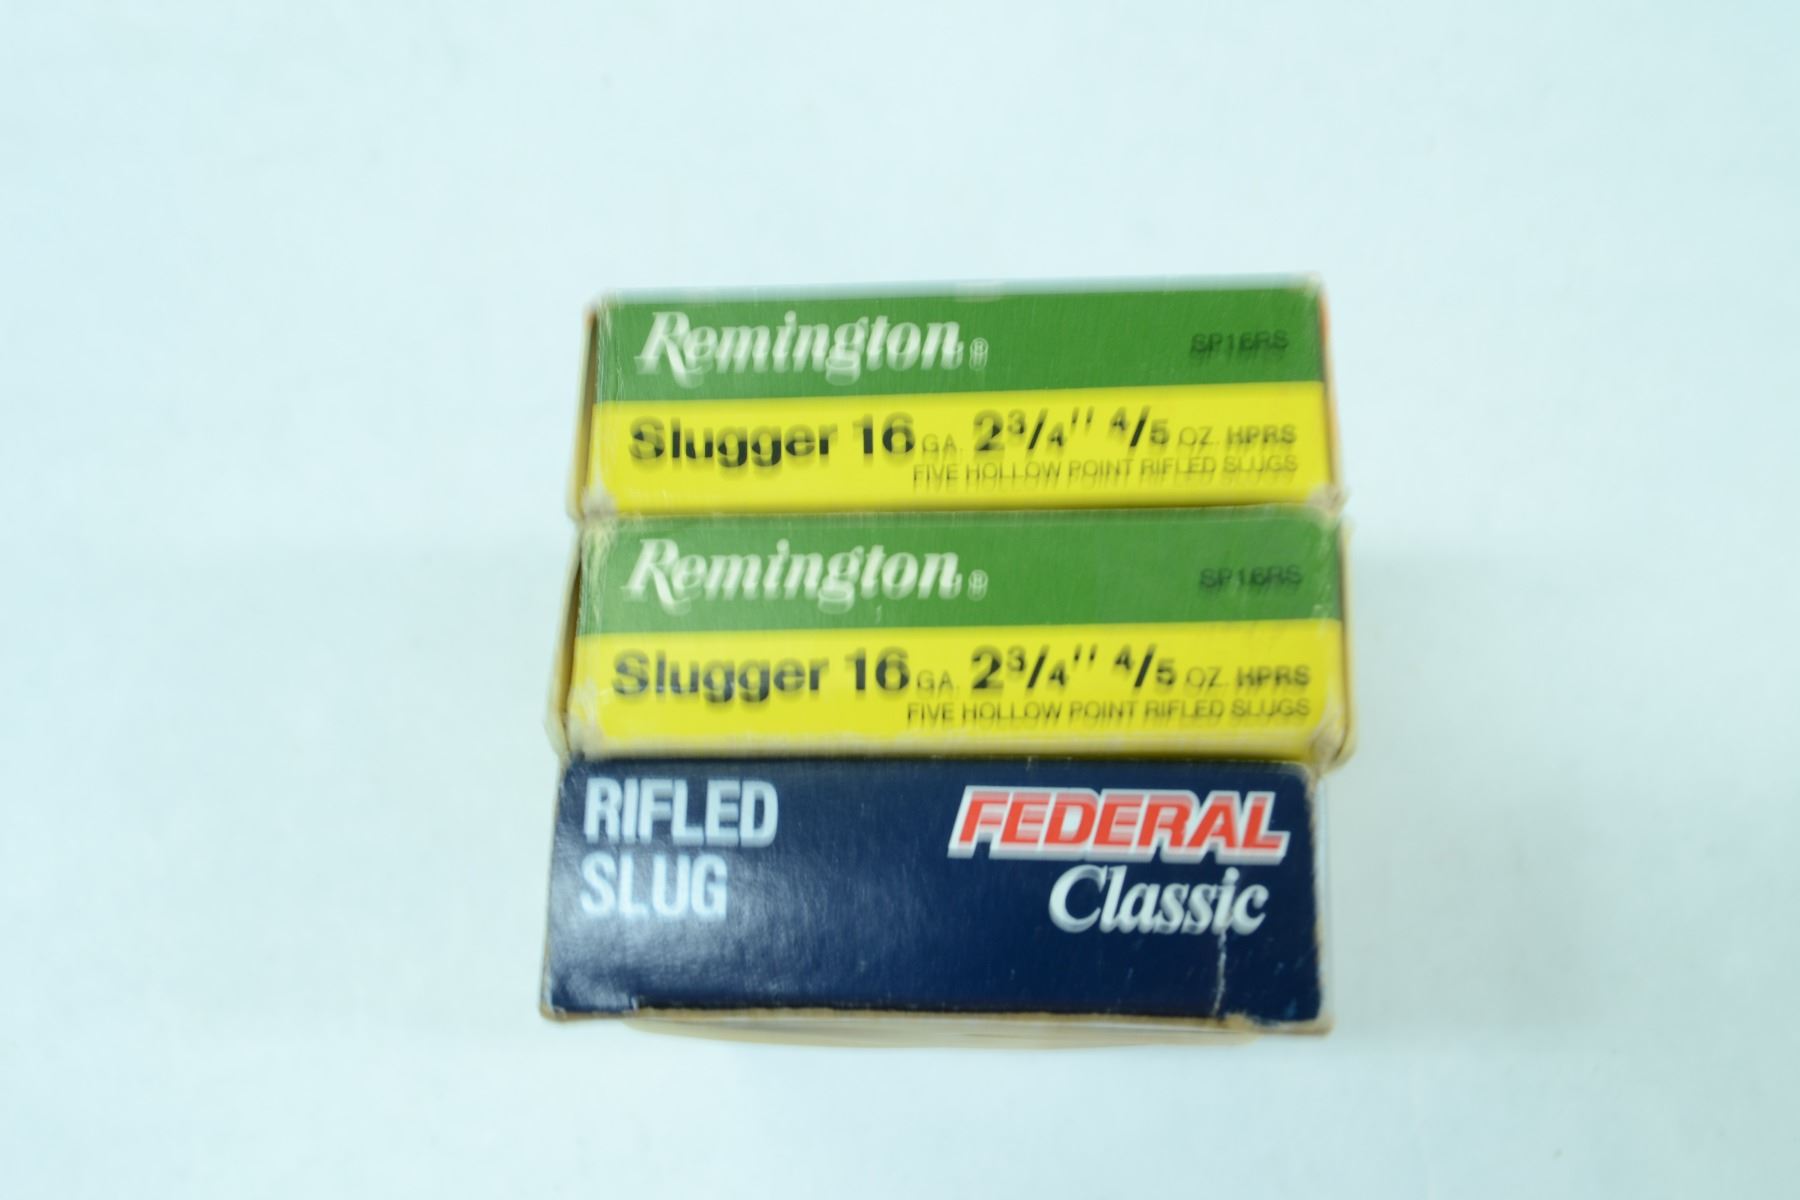 Remington® SP16RS
Slugger 16 GA. 2 3/4" 4/5 OZ. HPRS
FIVE HOLLOW POINT RIFLED SLUGS
Remington® SP16RS
Slugger 16 GA. 2 3/4" 4/5 OZ. HPRS
FIVE HOLLOW POINT RIFLED SLUGS
RIFLED
SLUG
FEDERAL
Classic